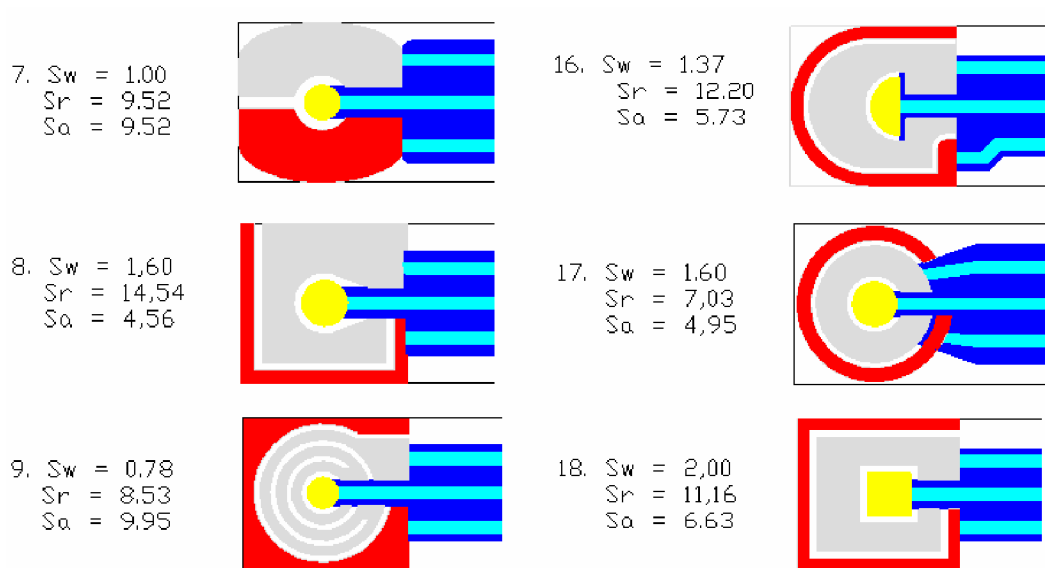 7. Sw = 1.00
Sr = 9.52
Sa = 9.52
8. Sw = 1,60
Sr = 14,54
Sa = 4,56
9. Sw = 0.78
Sr = 8.53
Sa = 9.95
16. Sw = 1.37
Sr = 12.20
Sa = 5.73
17. Sw = 1.60
Sr = 7,03
Sa = 4,95
18. Sw = 2,00
Sr = 11,16
Sa = 6.63